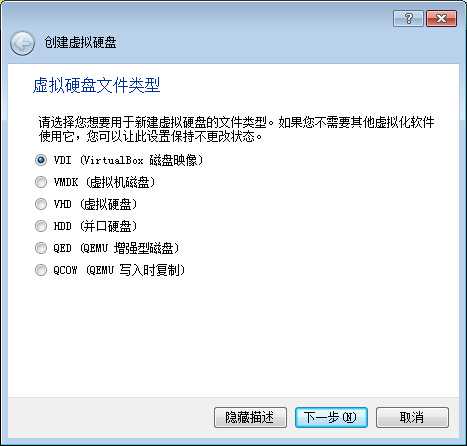 创建虚拟硬盘
虚拟硬盘文件类型
请选择您想要用于新建虚拟硬盘的文件类型。如果您不需要其他虚拟化软件
使用它，您可以让此设置保持不更改状态。
VDI (VirtualBox 磁盘映像)
VMDK (虚拟机磁盘)
VHD (虚拟硬盘)
HDD (并口硬盘)
QED (QEMU 增强型磁盘)
QCOW (QEMU 写入时复制)
隐藏描述 下一步(N) 取消